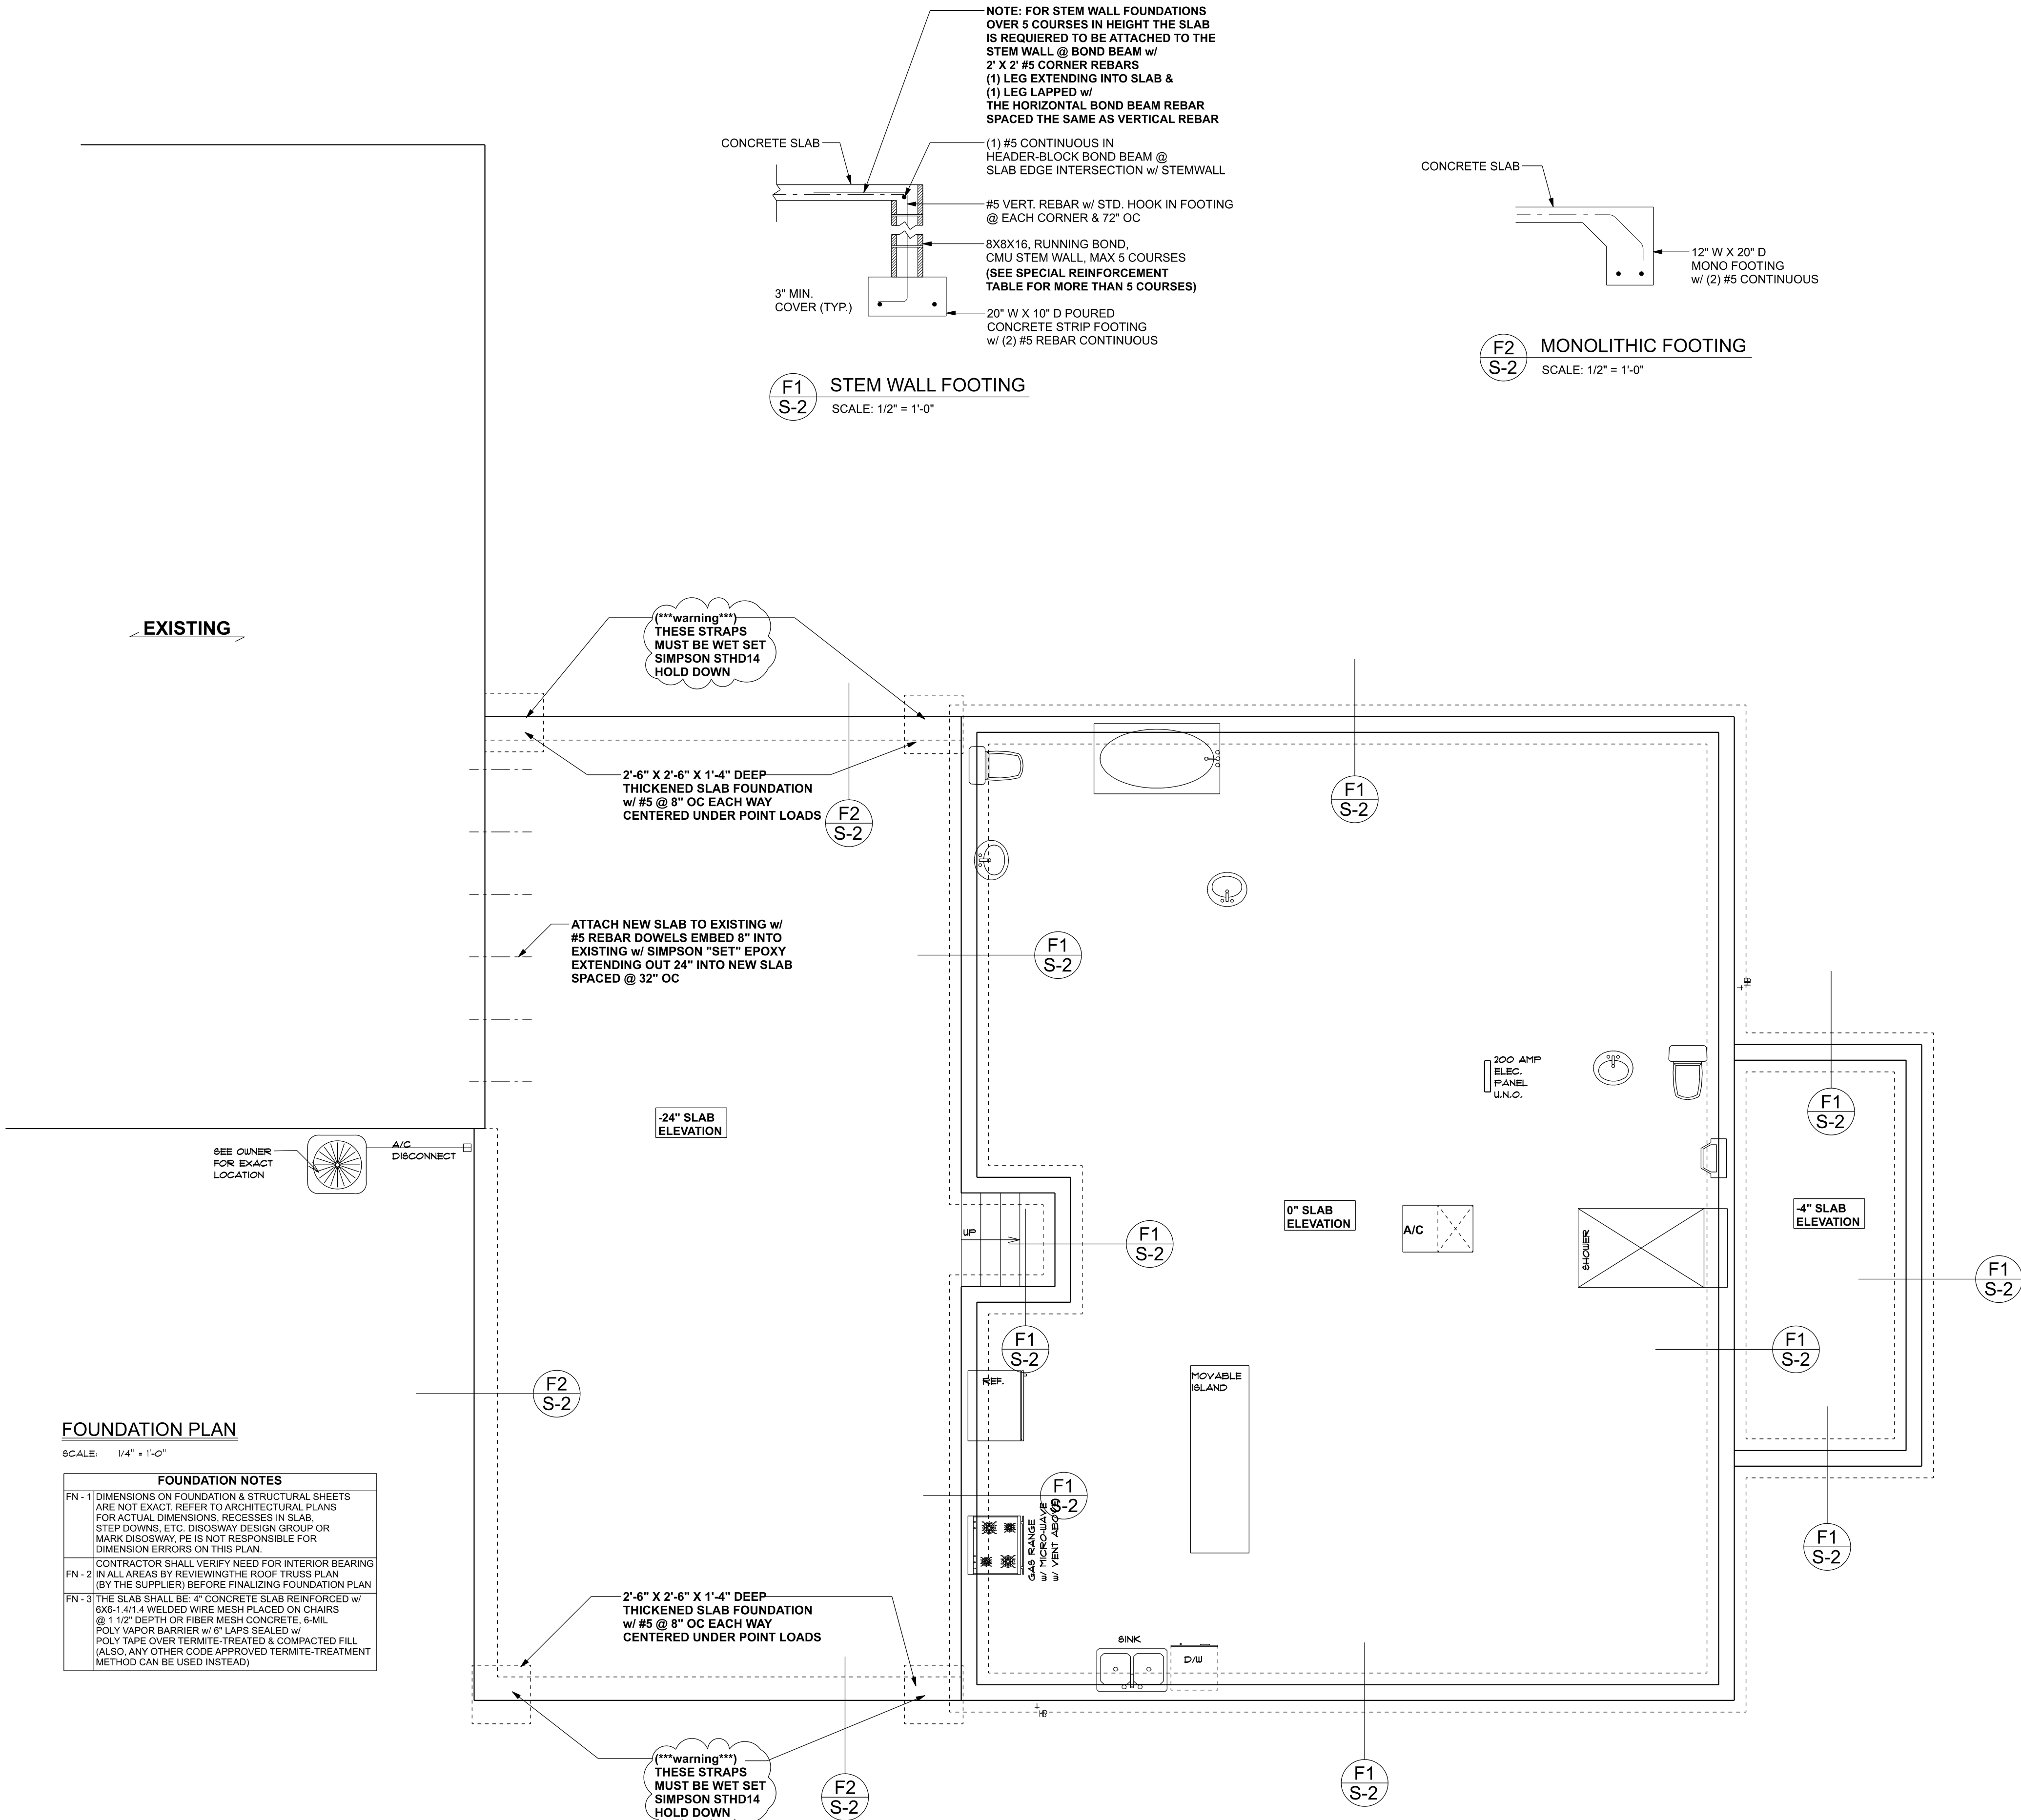 NOTE: FOR STEM WALL FOUNDATIONS
OVER 5 COURSES IN HEIGHT THE SLAB
IS REQUIERED TO BE ATTACHED TO THE
STEM WALL @ BOND BEAM w/
2' X 2' #5 CORNER REBARS
(1) LEG EXTENDING INTO SLAB &
(1) LEG LAPPED w/
THE HORIZONTAL BOND BEAM REBAR
SPACED THE SAME AS VERTICAL REBAR
CONCRETE SLAB
(1) #5 CONTINUOUS IN
HEADER-BLOCK BOND BEAM @
SLAB EDGE INTERSECTION w/ STEMWALL
#5 VERT. REBAR w/ STD. HOOK IN FOOTING
@ EACH CORNER & 72" OC
8X8X16, RUNNING BOND,
CMU STEM WALL, MAX 5 COURSES
(SEE SPECIAL REINFORCEMENT
TABLE FOR MORE THAN 5 COURSES)
3" MIN.
COVER (TYP.)
20" W X 10" D POURED
CONCRETE STRIP FOOTING
w/ (2) #5 REBAR CONTINUOUS
F1
S-2
STEM WALL FOOTING
SCALE: 1/2" = 1'-0"
CONCRETE SLAB
12" W X 20" D
MONO FOOTING
w/ (2) #5 CONTINUOUS
F2
S-2
MONOLITHIC FOOTING
SCALE: 1/2" = 1'-0"
EXISTING
(***warning***)
THESE STRAPS
MUST BE WET SET
SIMPSON STHD14
HOLD DOWN
2'-6" X 2'-6" X 1'-4" DEEP
THICKENED SLAB FOUNDATION
w/ #5 @ 8" OC EACH WAY
CENTERED UNDER POINT LOADS
F2
S-2
F1
S-2
ATTACH NEW SLAB TO EXISTING w/
#5 REBAR DOWELS EMBED 8" INTO
EXISTING w/ SIMPSON "SET" EPOXY
EXTENDING OUT 24" INTO NEW SLAB
SPACED @ 32" OC
F1
S-2
HB
200 AMP
ELEC.
PANEL
U.N.O.
F1
S-2
-24" SLAB
ELEVATION
SEE OWNER
FOR EXACT
LOCATION
A/C
DISCONNECT
UP
F1
S-2
0" SLAB
ELEVATION
A/C
SHOWER
-4" SLAB
ELEVATION
F1
S-2
F1
S-2
F1
S-2
F2
S-2
REF.
MOVABLE
ISLAND
F1
S-2
GAS RANGE
w/ MICRO-WAVE
w/ VENT ABOVE
F1
S-2
FOUNDATION PLAN
SCALE: 1/4" = 1'-0"
FOUNDATION NOTES
FN - 1 DIMENSIONS ON FOUNDATION & STRUCTURAL SHEETS
ARE NOT EXACT. REFER TO ARCHITECTURAL PLANS
FOR ACTUAL DIMENSIONS, RECESSES IN SLAB,
STEP DOWNS, ETC. DISOSWAY DESIGN GROUP OR
MARK DISOSWAY, PE IS NOT RESPONSIBLE FOR
DIMENSION ERRORS ON THIS PLAN.
CONTRACTOR SHALL VERIFY NEED FOR INTERIOR BEARING
FN - 2 IN ALL AREAS BY REVIEWINGTHE ROOF TRUSS PLAN
(BY THE SUPPLIER) BEFORE FINALIZING FOUNDATION PLAN
FN - 3 THE SLAB SHALL BE: 4" CONCRETE SLAB REINFORCED w/
6X6-1.4/1.4 WELDED WIRE MESH PLACED ON CHAIRS
@ 1 1/2" DEPTH OR FIBER MESH CONCRETE, 6-MIL
POLY VAPOR BARRIER w/ 6" LAPS SEALED w/
POLY TAPE OVER TERMITE-TREATED & COMPACTED FILL
(ALSO, ANY OTHER CODE APPROVED TERMITE-TREATMENT
METHOD CAN BE USED INSTEAD)
2'-6" X 2'-6" X 1'-4" DEEP
THICKENED SLAB FOUNDATION
w/ #5 @ 8" OC EACH WAY
CENTERED UNDER POINT LOADS
SINK
D/W
HB
(***warning***)
THESE STRAPS
MUST BE WET SET
SIMPSON STHD14
HOLD DOWN
F2
S-2
F1
S-2